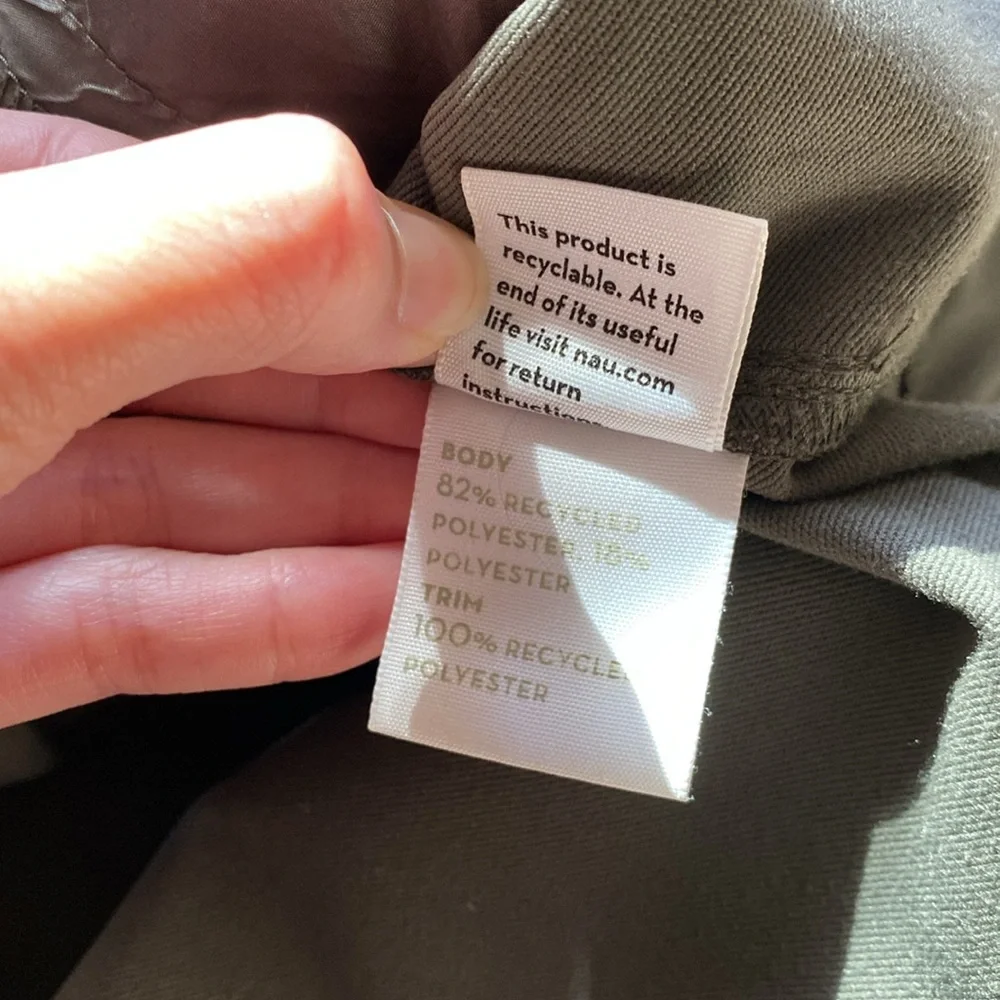 This product is
recyclable. At the
end of its useful
life visit nau.com
for return
instructions
BODY
82% RECYCLED
POLYESTER, 18%
POLYESTER
TRIM
100% RECYCLED
POLYESTER